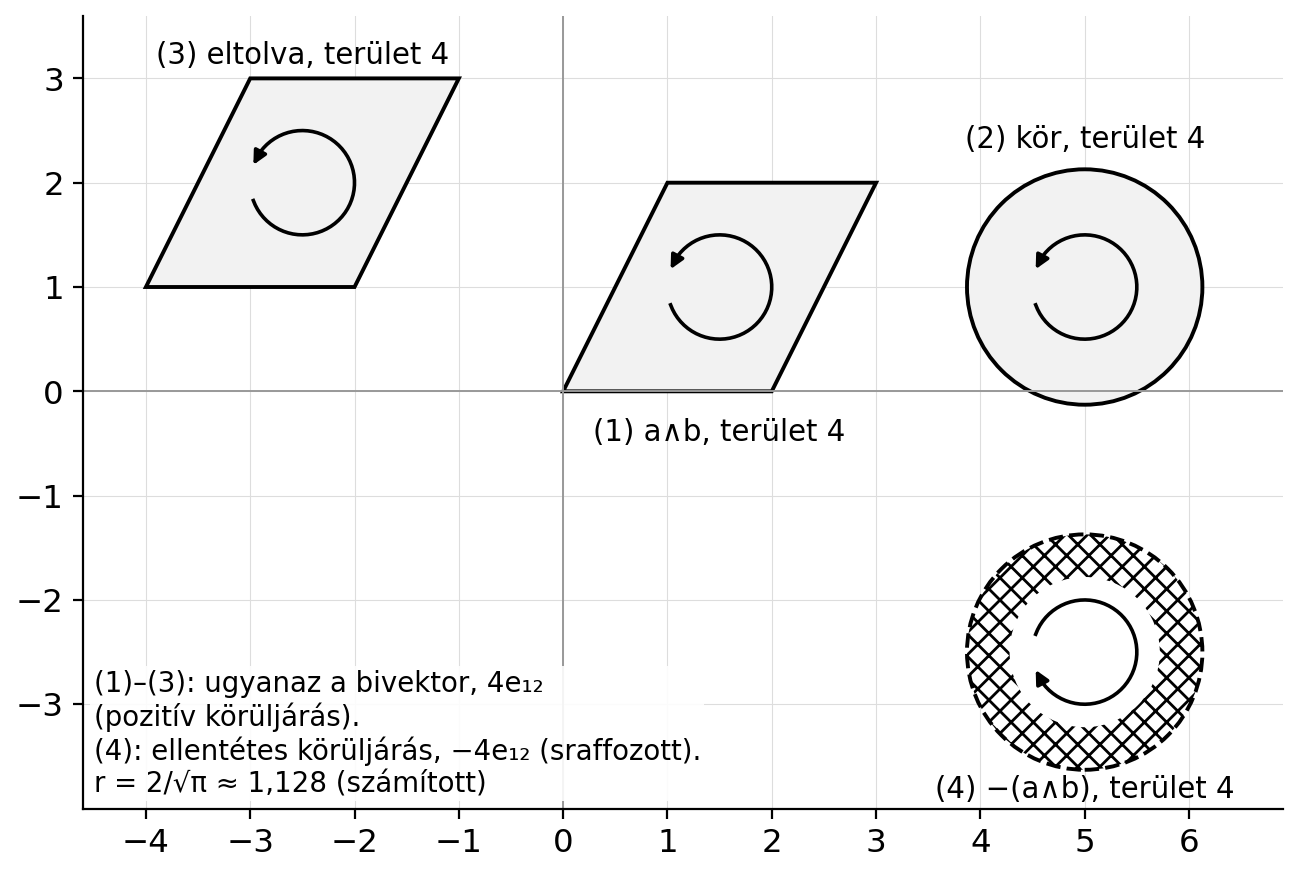 (3) eltolva, terület 4
(2) kör, terület 4
(1) a∧b, terület 4
(4) −(a∧b), terület 4
(1)–(3): ugyanaz a bivektor, 4e₁₂
(pozitív körüljárás).
(4): ellentétes körüljárás, −4e₁₂ (sraffozott).
r = 2/√π ≈ 1,128 (számított)
3
2
1
0
−1
−2
−3
−4 −3 −2 −1 0 1 2 3 4 5 6